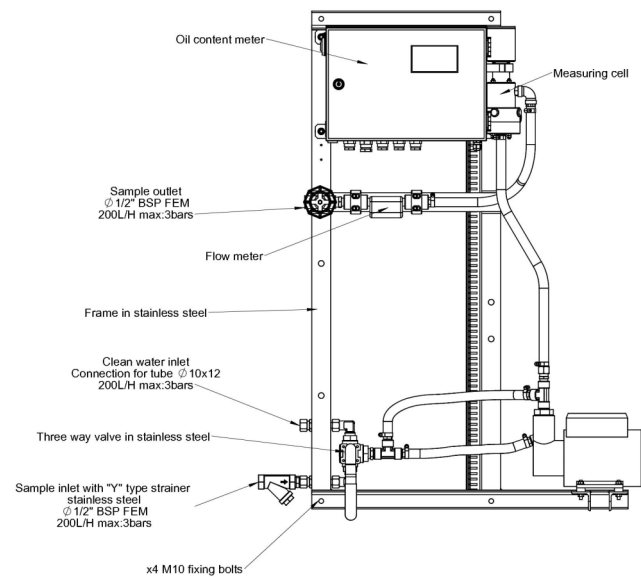 Oil content meter
Measuring cell
Sample outlet
∅ 1/2" BSP FEM
200L/H max:3bars
Flow meter
Frame in stainless steel
Clean water inlet
Connection for tube ∅ 10x12
200L/H max:3bars
Three way valve in stainless steel
Sample inlet with "Y" type strainer
stainless steel
∅ 1/2" BSP FEM
200L/H max:3bars
x4 M10 fixing bolts